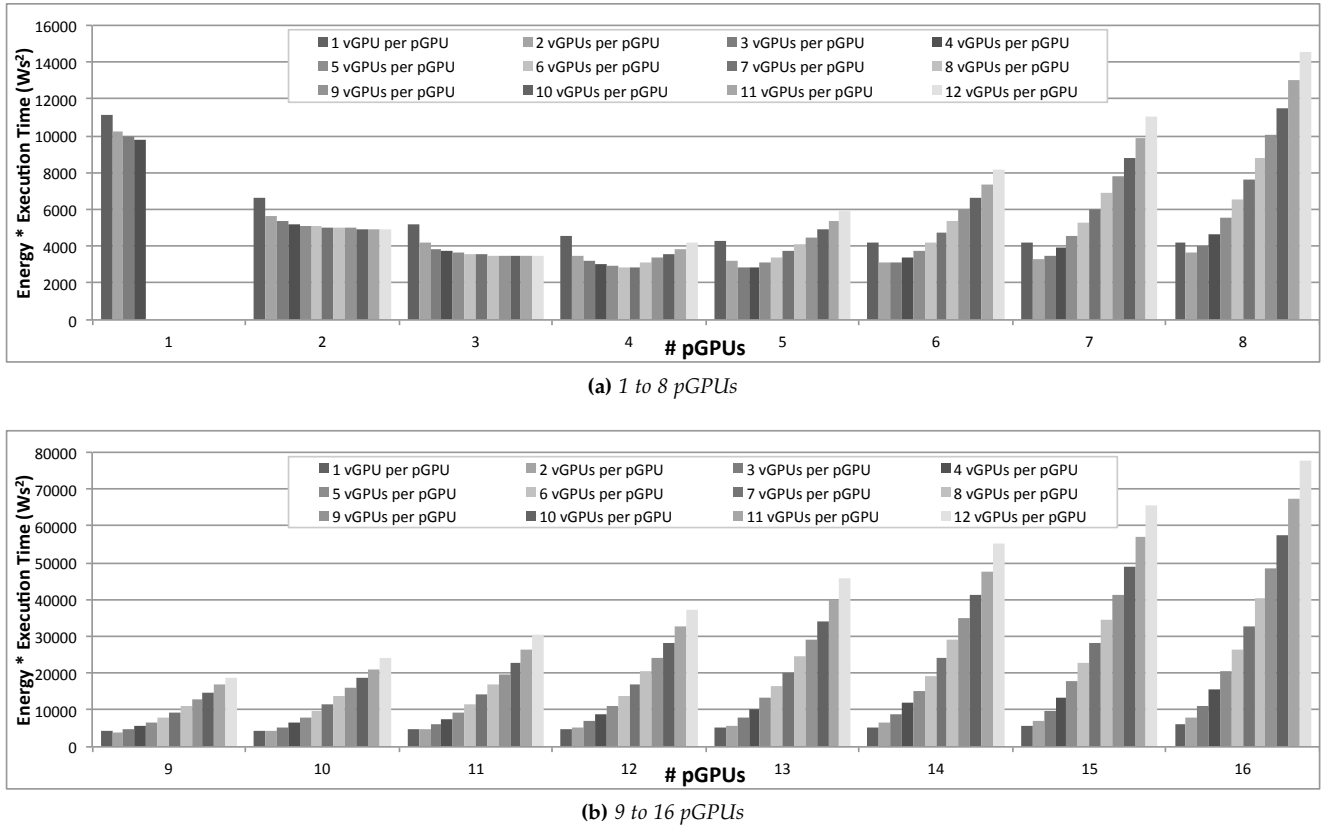 16000
14000
12000
10000
8000
6000
4000
2000
0
Energy * Execution Time (Ws²)
1 vGPU per pGPU 2 vGPUs per pGPU 3 vGPUs per pGPU 4 vGPUs per pGPU
5 vGPUs per pGPU 6 vGPUs per pGPU 7 vGPUs per pGPU 8 vGPUs per pGPU
9 vGPUs per pGPU 10 vGPUs per pGPU 11 vGPUs per pGPU 12 vGPUs per pGPU
1 2 3 4 5 6 7 8
# pGPUs
(a) 1 to 8 pGPUs
80000
70000
60000
50000
40000
30000
20000
10000
0
Energy * Execution Time (Ws²)
1 vGPU per pGPU 2 vGPUs per pGPU 3 vGPUs per pGPU 4 vGPUs per pGPU
5 vGPUs per pGPU 6 vGPUs per pGPU 7 vGPUs per pGPU 8 vGPUs per pGPU
9 vGPUs per pGPU 10 vGPUs per pGPU 11 vGPUs per pGPU 12 vGPUs per pGPU
9 10 11 12 13 14 15 16
# pGPUs
(b) 9 to 16 pGPUs